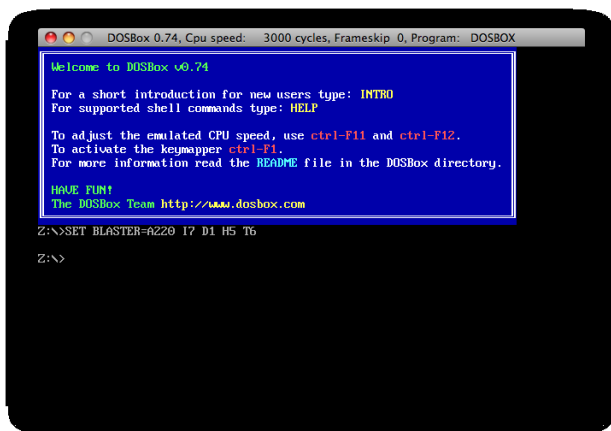 DOSBox 0.74, Cpu speed: 3000 cycles, Frameskip 0, Program: DOSBOX
Welcome to DOSBox v0.74
For a short introduction for new users type: INTRO
For supported shell commands type: HELP
To adjust the emulated CPU speed, use ctrl-F11 and ctrl-F12.
To activate the keymapper ctrl-F1.
For more information read the README file in the DOSBox directory.
HAVE FUN!
The DOSBox Team http://www.dosbox.com
Z:\>SET BLASTER=A220 I7 D1 H5 T6
Z:\>